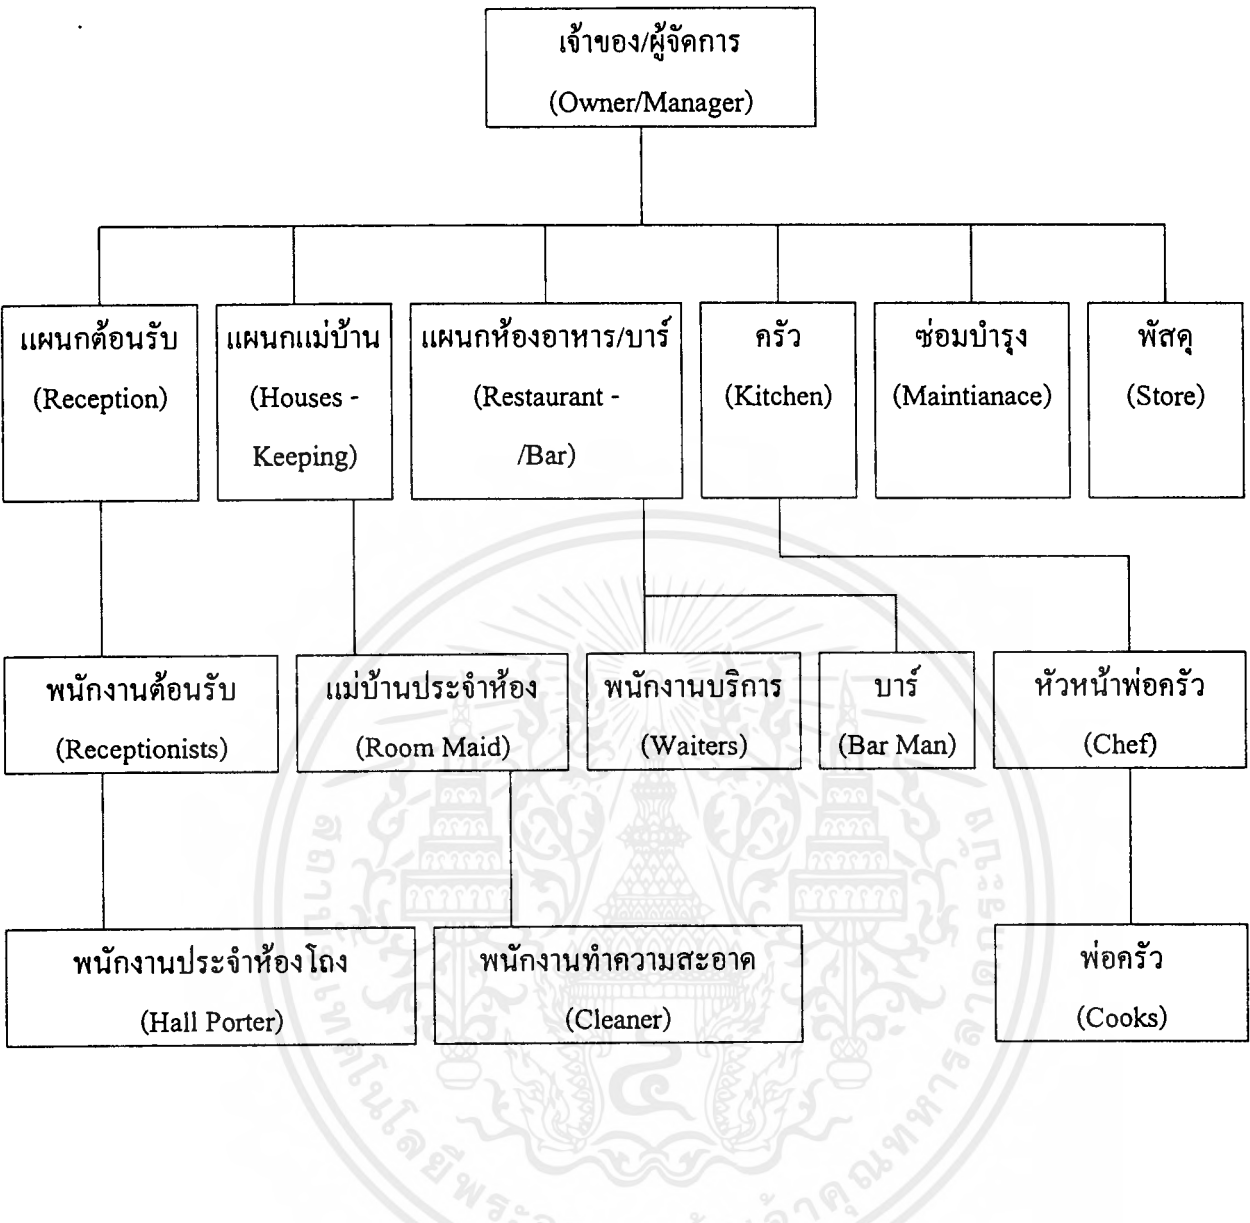 เจ้าของ/ผู้จัดการ
(Owner/Manager)
แผนกต้อนรับ
(Reception)
แผนกแม่บ้าน
(Houses -
Keeping)
แผนกห้องอาหาร/บาร์
(Restaurant -
/Bar)
ครัว
(Kitchen)
ซ่อมบำรุง
(Maintianace)
พัสดุ
(Store)
พนักงานต้อนรับ
(Receptionists)
แม่บ้านประจำห้อง
(Room Maid)
พนักงานบริการ
(Waiters)
บาร์
(Bar Man)
หัวหน้าพ่อครัว
(Chef)
พนักงานประจำห้องโถง
(Hall Porter)
พนักงานทำความสะอาด
(Cleaner)
พ่อครัว
(Cooks)